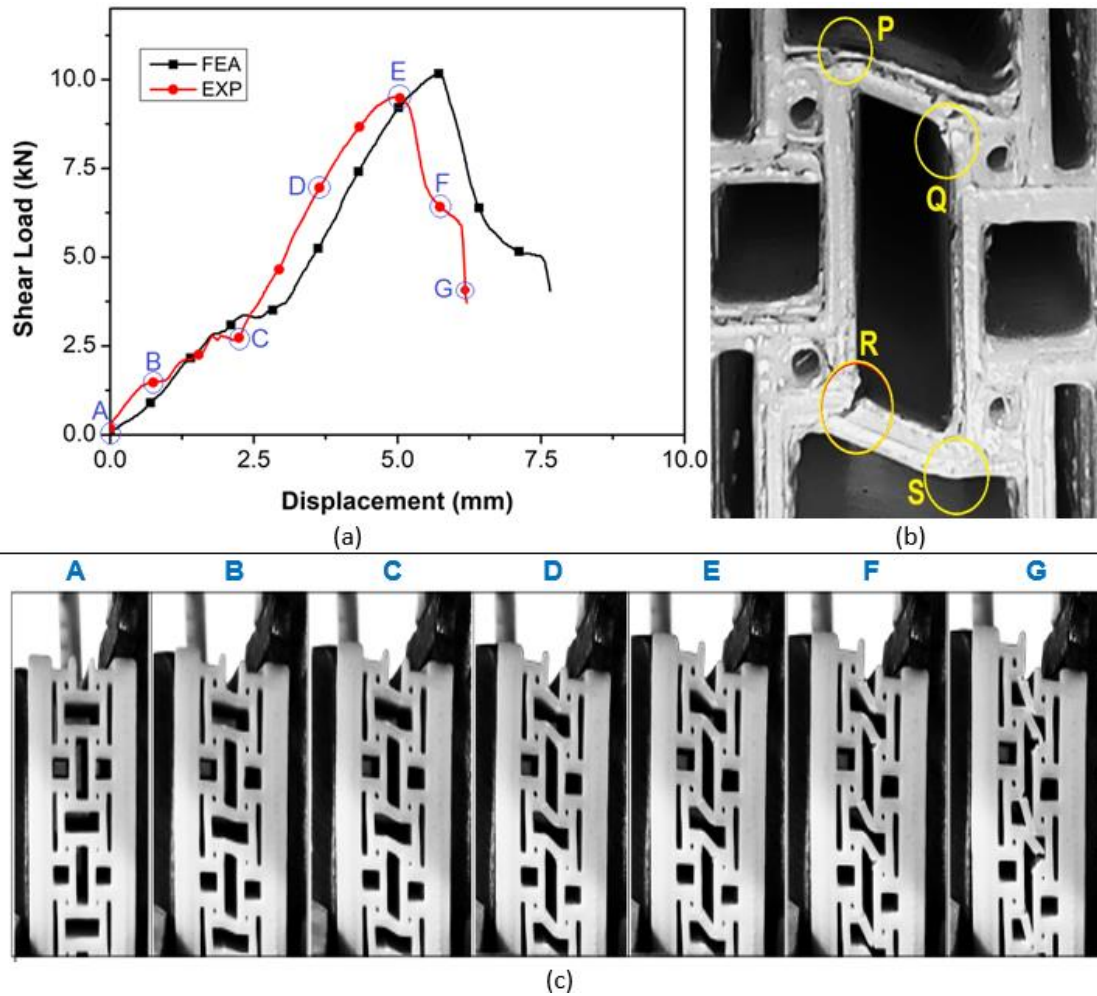 FEA
EXP
Shear Load (kN)
10.0
7.5
5.0
2.5
0.0
A
B
C
D
E
F
G
0.0 2.5 5.0 7.5 10.0
Displacement (mm)
(a)
P
Q
R
S
(b)
A B C D E F G
(c)